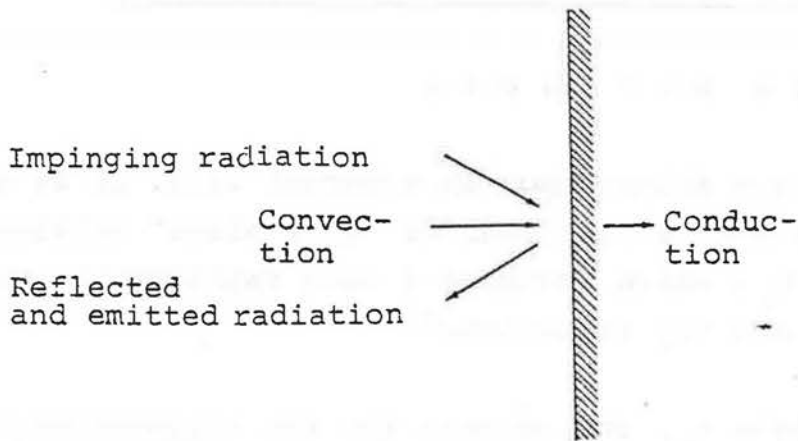 Impinging radiation
Convec-
tion
Conduc-
tion
Reflected
and emitted radiation